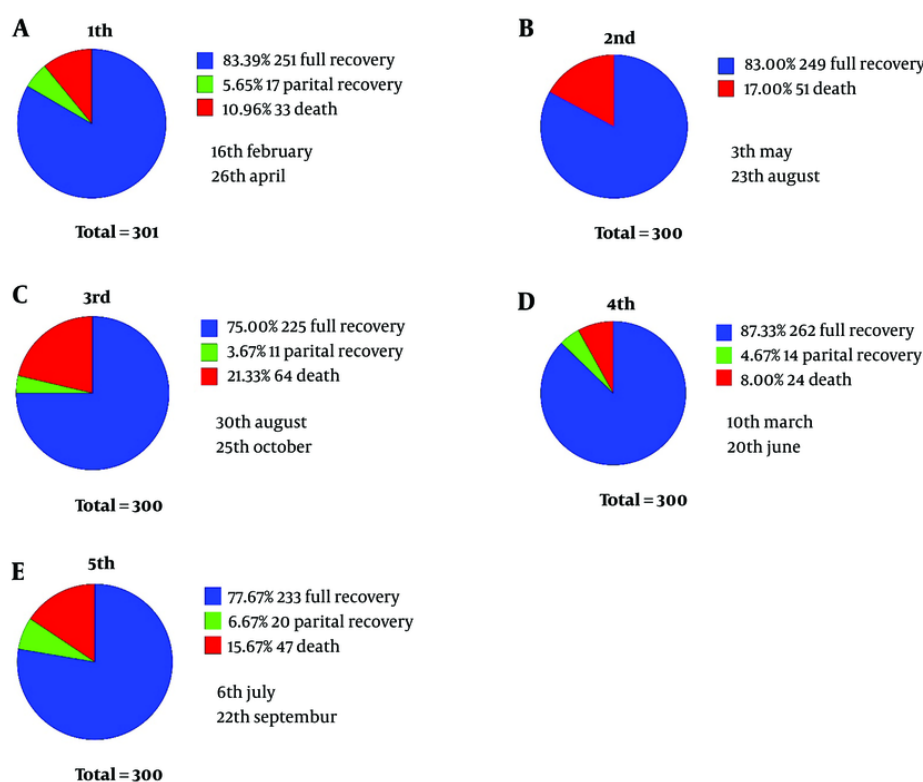 A
1th
83.39% 251 full recovery
5.65% 17 parital recovery
10.96% 33 death
16th february
26th april
Total = 301
B
2nd
83.00% 249 full recovery
17.00% 51 death
3th may
23th august
Total = 300
C
3rd
75.00% 225 full recovery
3.67% 11 parital recovery
21.33% 64 death
30th august
25th october
Total = 300
D
4th
87.33% 262 full recovery
4.67% 14 parital recovery
8.00% 24 death
10th march
20th june
Total = 300
E
5th
77.67% 233 full recovery
6.67% 20 parital recovery
15.67% 47 death
6th july
22th septembur
Total = 300